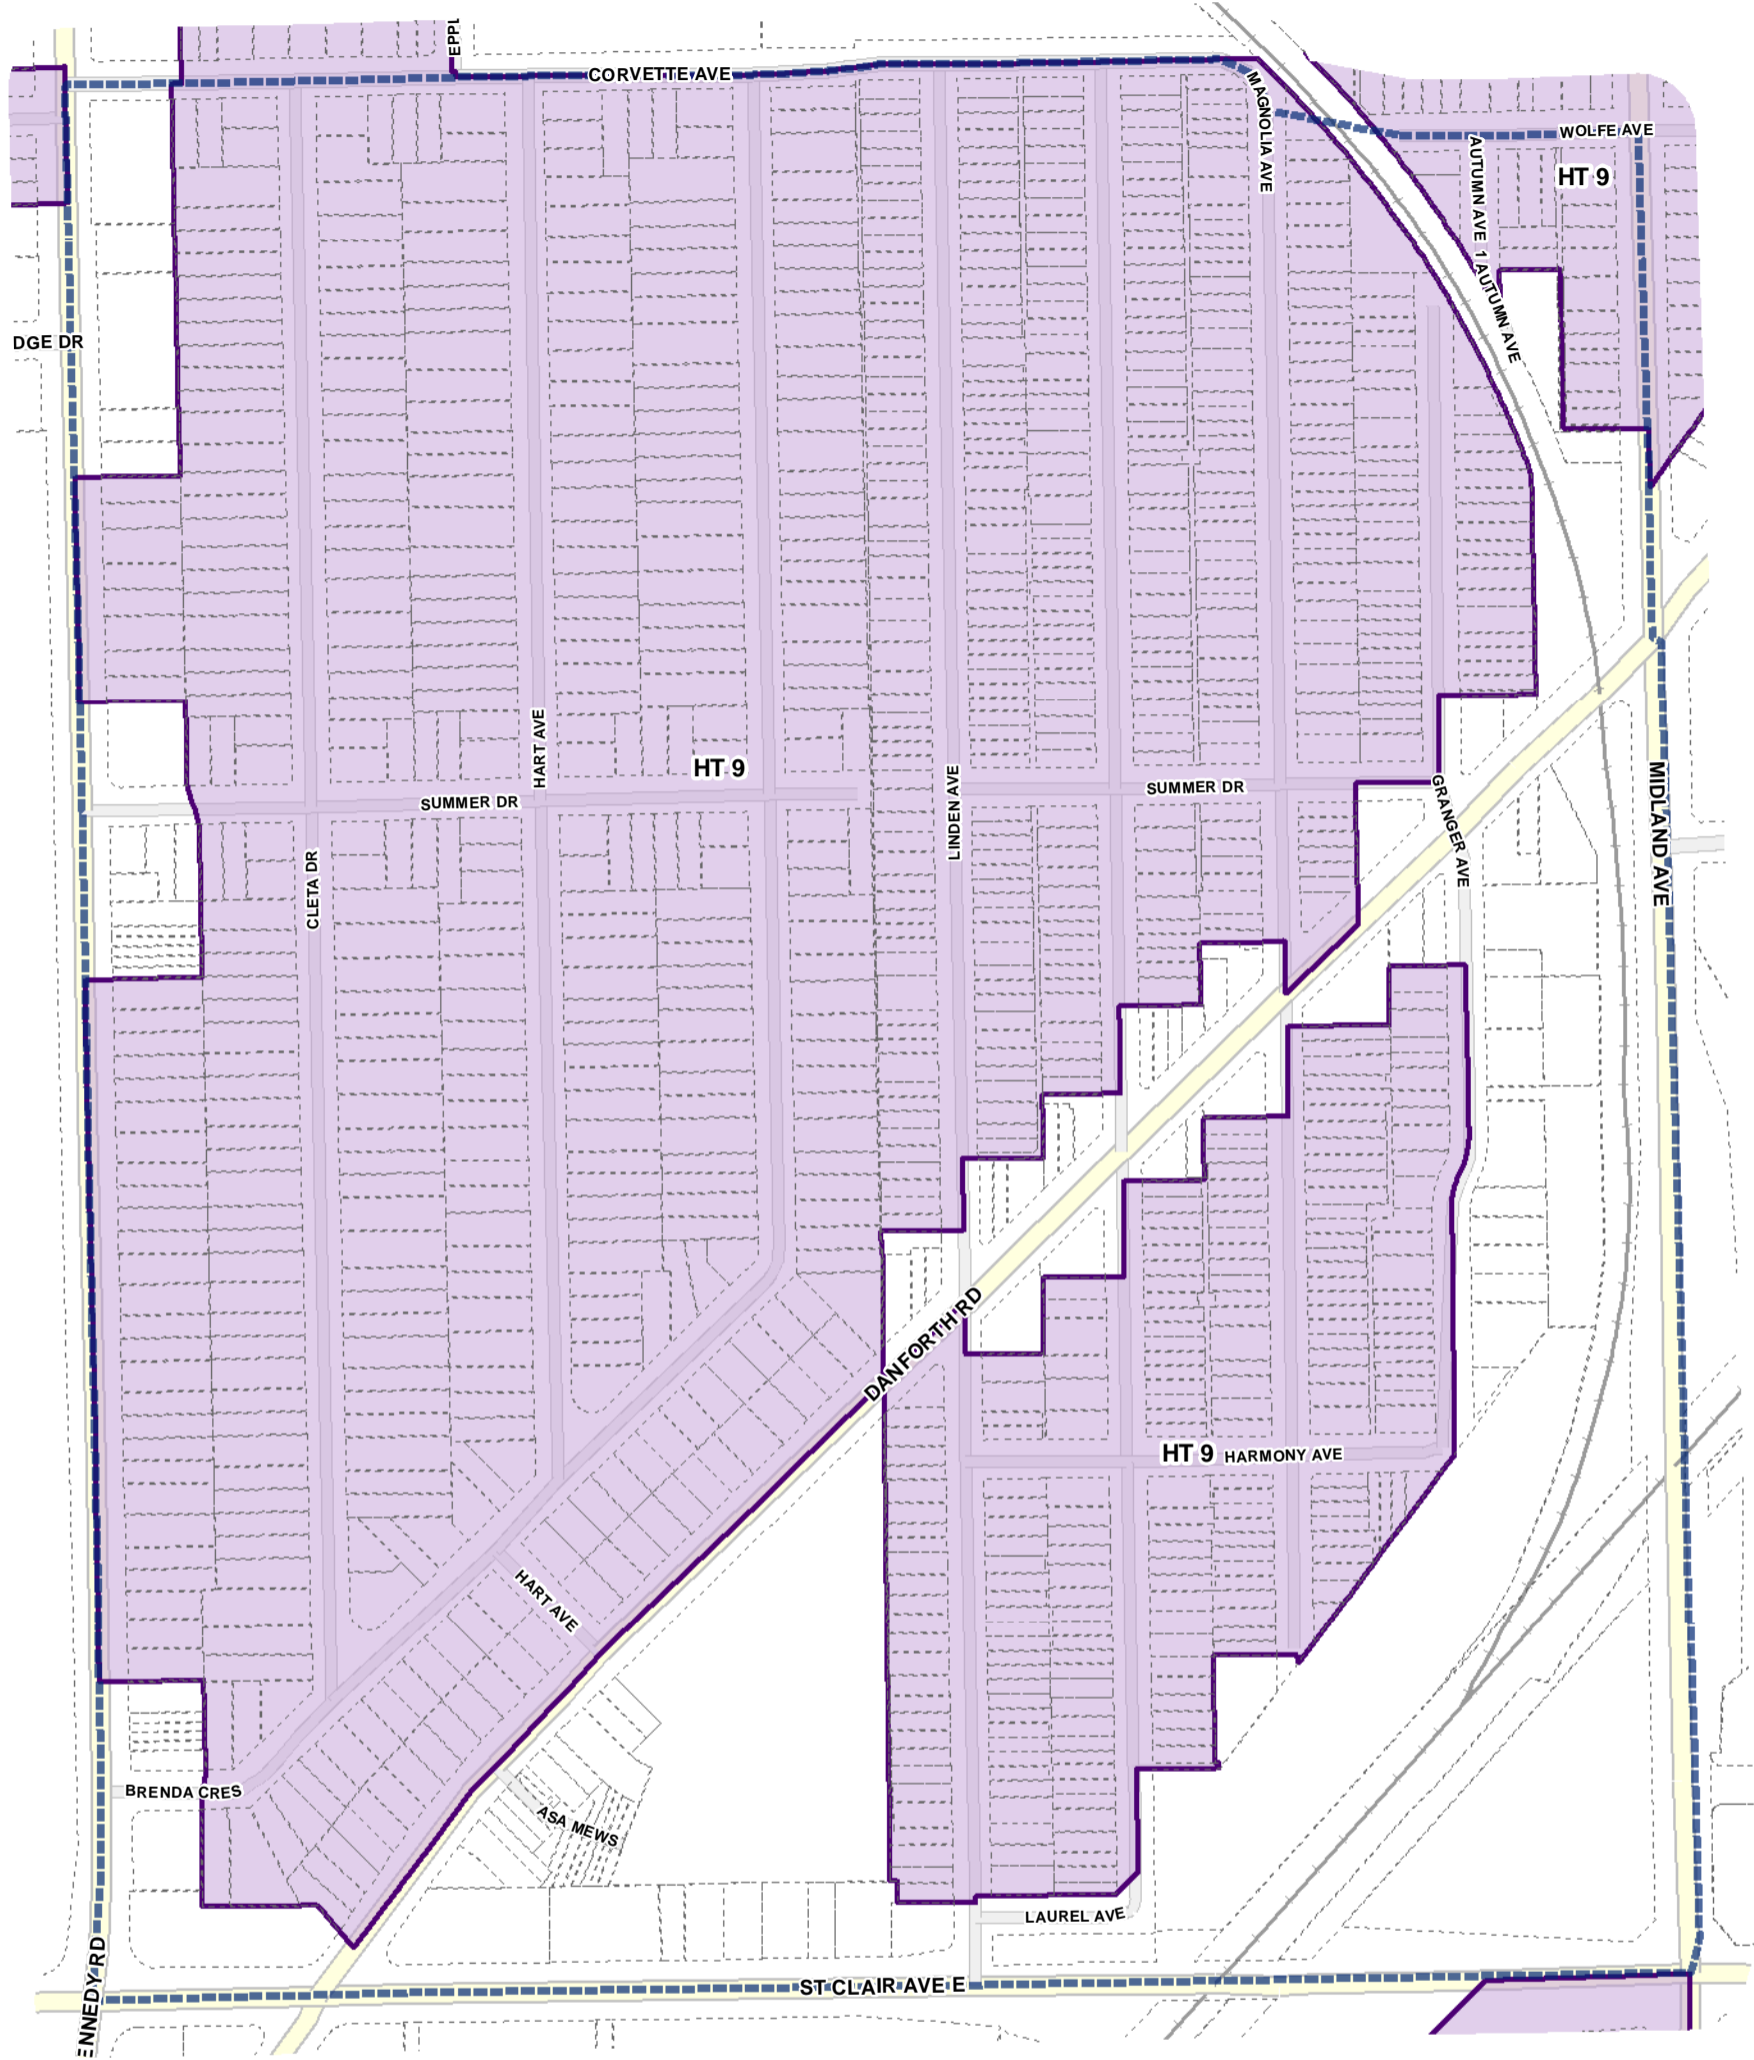 EPPL
CORVETTE AVE
MAGNOLIA AVE
WOLFE AVE
AUTUMN AVE 1
HT 9
AUTUMN AVE
DGE DR
HART AVE
HT 9
SUMMER DR
LINDEN AVE
SUMMER DR
GRANGER AVE
MIDLAND AVE
CLETA DR
DANFORTH RD
HT 9 HARMONY AVE
HART AVE
BRENDA CRES
ASA MEWS
LAUREL AVE
ENNEDY RD
ST CLAIR AVE E